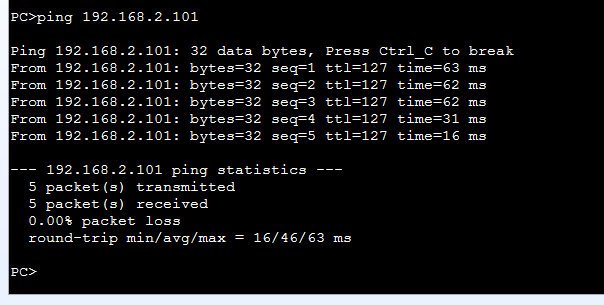 PC>ping 192.168.2.101
Ping 192.168.2.101: 32 data bytes, Press Ctrl_C to break
From 192.168.2.101: bytes=32 seq=1 ttl=127 time=63 ms
From 192.168.2.101: bytes=32 seq=2 ttl=127 time=62 ms
From 192.168.2.101: bytes=32 seq=3 ttl=127 time=62 ms
From 192.168.2.101: bytes=32 seq=4 ttl=127 time=31 ms
From 192.168.2.101: bytes=32 seq=5 ttl=127 time=16 ms
--- 192.168.2.101 ping statistics ---
5 packet(s) transmitted
5 packet(s) received
0.00% packet loss
round-trip min/avg/max = 16/46/63 ms
PC>